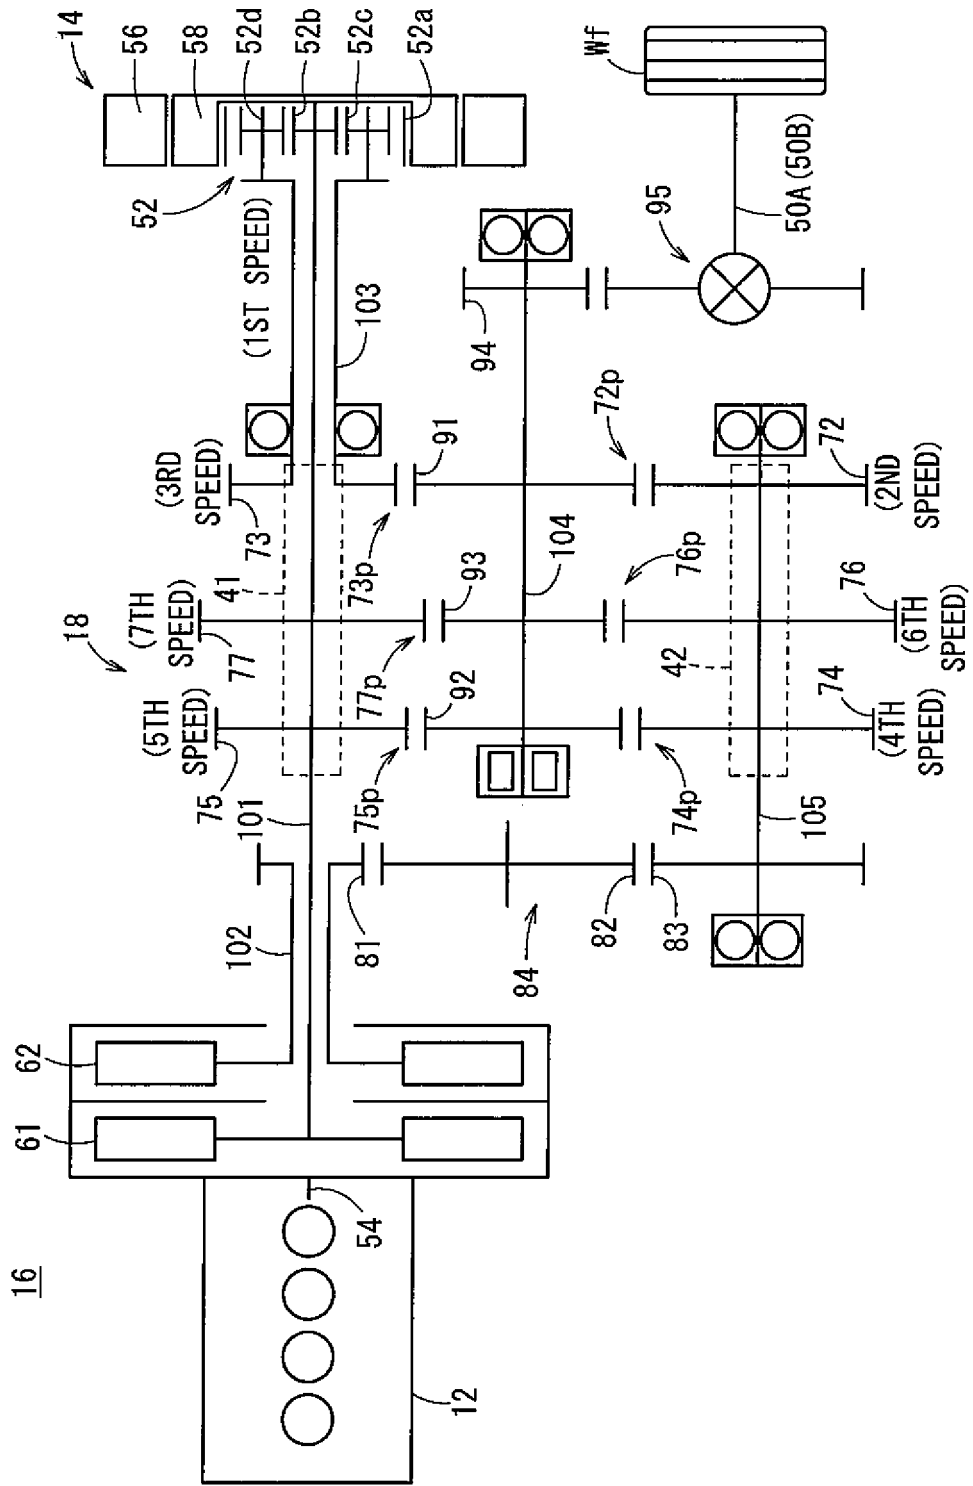 16
61
62
18
14
56
58
52d
52b
52c
52a
52
(5TH
SPEED)
75
(7TH
SPEED)
77
(3RD
SPEED)
73
(1ST SPEED)
102
101
41
103
54
81
75p
77p
73p
12
92
93
91
94
84
104
82
83
74p
76p
72p
42
95
Wf
50A(50B)
105
74
(4TH
SPEED)
76
(6TH
SPEED)
72
(2ND
SPEED)